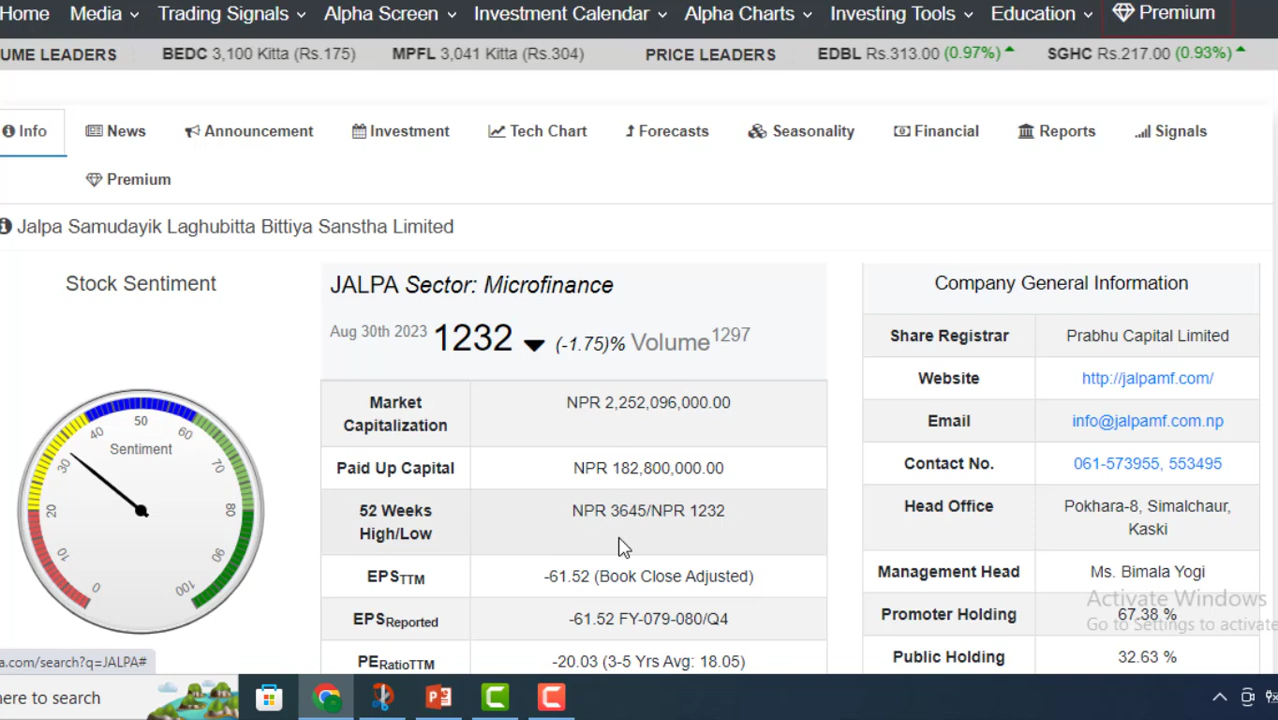 Home Media Trading Signals Alpha Screen Investment Calendar Alpha Charts Investing Tools Education Premium
UME LEADERS BEDC 3,100 Kitta (Rs.175) MPFL 3,041 Kitta (Rs.304) PRICE LEADERS EDBL Rs.313.00 (0.97%) SGHC Rs.217.00 (0.93%)
Info News Announcement Investment Tech Chart Forecasts Seasonality Financial Reports Signals
Premium
Jalpa Samudayik Laghubitta Bittiya Sanstha Limited
Stock Sentiment
0 10 20 30 40 50 60 70 80 90 100
Sentiment
JALPA Sector: Microfinance
Aug 30th 2023 1232 (-1.75)% Volume 1297
Market Capitalization NPR 2,252,096,000.00
Paid Up Capital NPR 182,800,000.00
52 Weeks High/Low NPR 3645/NPR 1232
EPSTTM -61.52 (Book Close Adjusted)
EPSReported -61.52 FY-079-080/Q4
PERatioTTM -20.03 (3-5 Yrs Avg: 18.05)
Company General Information
Share Registrar Prabhu Capital Limited
Website http://jalpamf.com/
Email info@jalpamf.com.np
Contact No. 061-573955, 553495
Head Office Pokhara-8, Simalchaur, Kaski
Management Head Ms. Bimala Yogi
Promoter Holding 67.38 %
Public Holding 32.63 %
Activate Windows
Go to Settings to activate
a.com/search?q=JALPA#
here to search